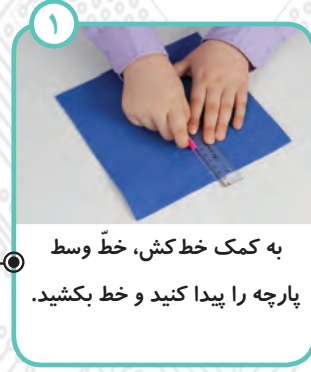 ۱
به کمک خط‌کش، خطّ وسط
پارچه را پیدا کنید و خط بکشید.